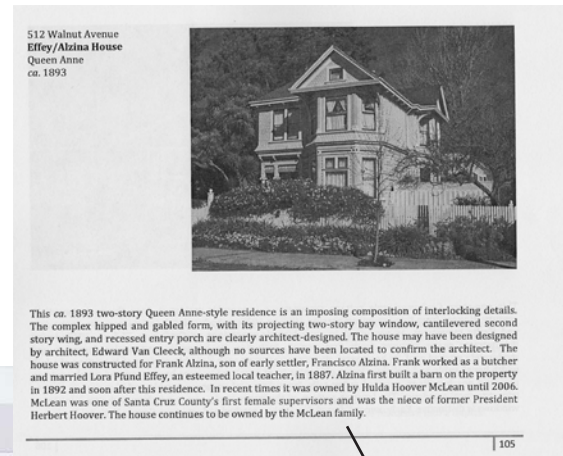 512 Walnut Avenue
Effey/Alzina House
Queen Anne
ca. 1893
This ca. 1893 two-story Queen Anne-style residence is an imposing composition of interlocking details.
The complex hipped and gabled form, with its projecting two-story bay window, cantilevered second
story wing, and recessed entry porch are clearly architect-designed. The house may have been designed
by architect, Edward Van Cleeck, although no sources have been located to confirm the architect. The
house was constructed for Frank Alzina, son of early settler, Francisco Alzina. Frank worked as a butcher
and married Lora Pfund Effey, an esteemed local teacher, in 1887. Alzina first built a barn on the property
in 1892 and soon after this residence. In recent times it was owned by Hulda Hoover McLean until 2006.
McLean was one of Santa Cruz County's first female supervisors and was the niece of former President
Herbert Hoover. The house continues to be owned by the McLean family.
105